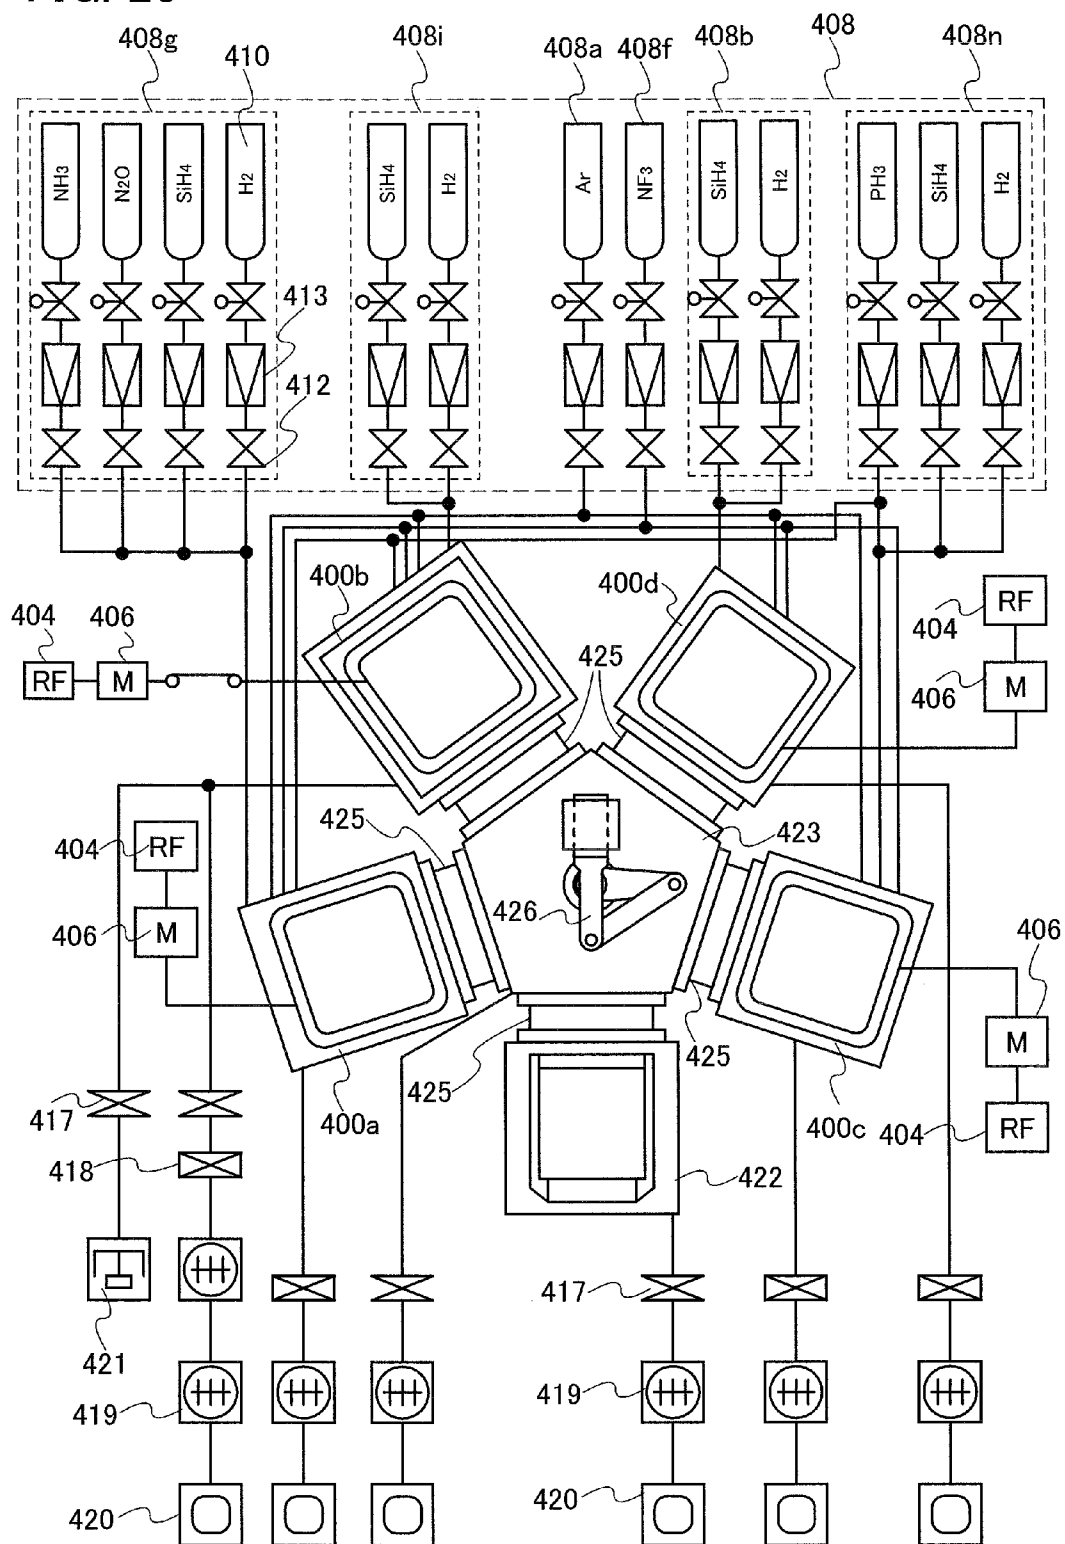 408g 408i 408a 408f 408b 408 408n
410
NH3 N2O SiH4 H2 SiH4 H2 Ar NF3 SiH4 H2 PH3 SiH4 H2
413
412
400b 400d
RF
404 406 404
425
RF M 406 M
425 423
404 RF
426
406 M 406
425 425 M
417 400a 400c 404 RF
418 422
417
421
419 419
420 420